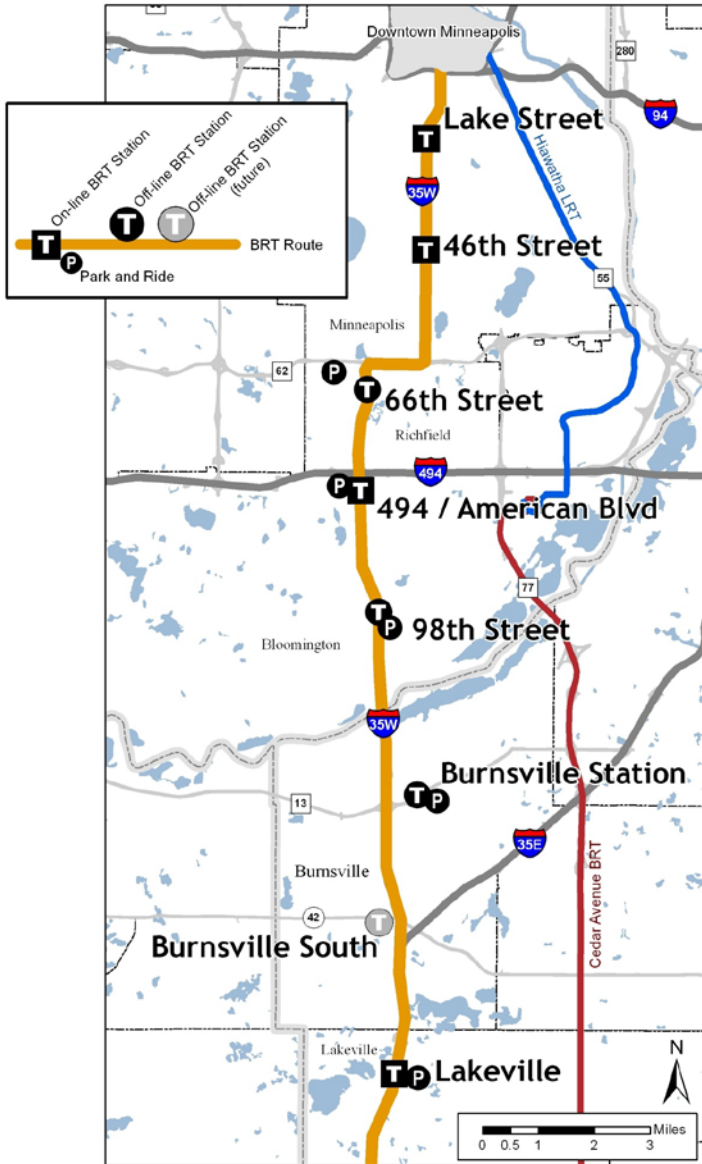 Downtown Minneapolis
280
Lake Street
94
Hiawatha LRT
35W
On-line BRT Station
Off-line BRT Station
Off-line BRT Station
(future)
T
T
T
BRT Route
P
Park and Ride
T
T
46th Street
55
Minneapolis
62
P
T
66th Street
Richfield
494
P
T
494 / American Blvd
77
T
P
98th Street
Bloomington
35W
Burnsville Station
T
P
13
35E
Burnsville
42
T
Burnsville South
Cedar Avenue BRT
Lakeville
T
P
Lakeville
N
Miles
0 0.5 1 2 3